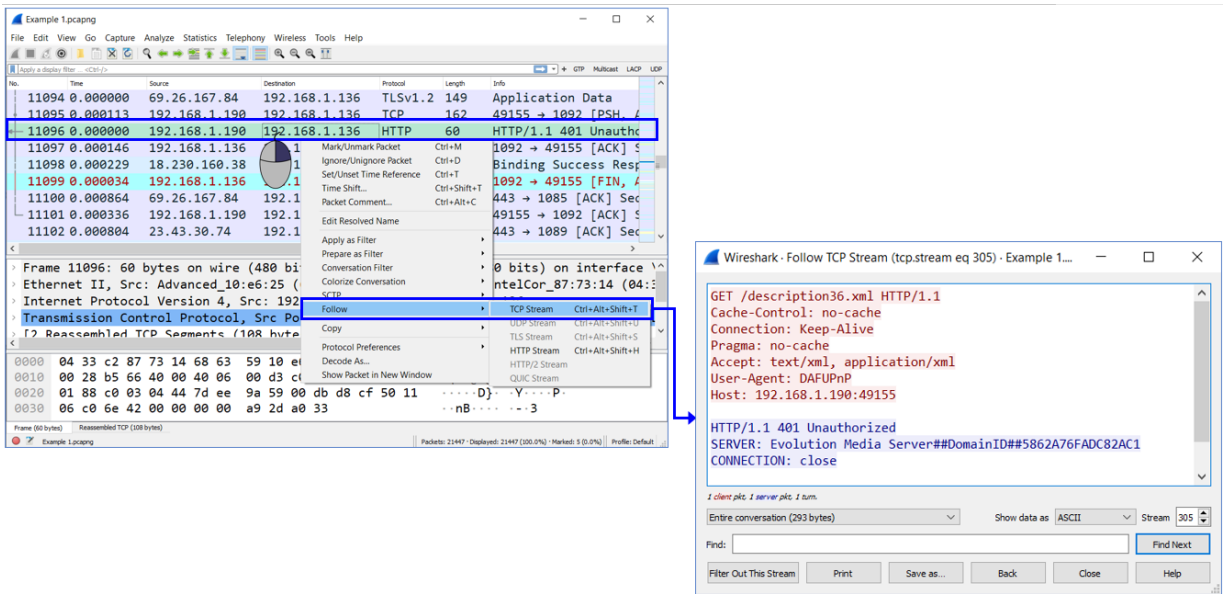 Example 1.pcapng
File Edit View Go Capture Analyze Statistics Telephony Wireless Tools Help
Apply a display filter ... <Ctrl-/>
+ GTP Multicast LACP UDP
No. Time Source Destination Protocol Length Info
11094 0.000000 69.26.167.84 192.168.1.136 TLSv1.2 149 Application Data
11095 0.000113 192.168.1.190 192.168.1.136 TCP 162 49155 → 1092 [PSH, A
11096 0.000000 192.168.1.190 192.168.1.136 HTTP 60 HTTP/1.1 401 Unautho
11097 0.000146 192.168.1.136 1092 → 49155 [ACK] S
11098 0.000229 18.230.160.38 Binding Success Resp
11099 0.000034 192.168.1.136 1092 → 49155 [FIN, A
11100 0.000864 69.26.167.84 192.1 443 → 1085 [ACK] Sec
11101 0.000336 192.168.1.190 192.1 49155 → 1092 [ACK] S
11102 0.000804 23.43.30.74 192.1 443 → 1089 [ACK] Sec
Mark/Unmark Packet Ctrl+M
Ignore/Unignore Packet Ctrl+D
Set/Unset Time Reference Ctrl+T
Time Shift... Ctrl+Shift+T
Packet Comment... Ctrl+Alt+C
Edit Resolved Name
Apply as Filter
Prepare as Filter
Conversation Filter
Colorize Conversation
SCTP
Follow
Copy
Protocol Preferences
Decode As...
Show Packet in New Window
TCP Stream Ctrl+Alt+Shift+T
UDP Stream Ctrl+Alt+Shift+U
TLS Stream Ctrl+Alt+Shift+S
HTTP Stream Ctrl+Alt+Shift+H
HTTP/2 Stream
QUIC Stream
Frame 11096: 60 bytes on wire (480 bi 0 bits) on interface \
Ethernet II, Src: Advanced_10:e6:25 ( ntelCor_87:73:14 (04:3
Internet Protocol Version 4, Src: 192
Transmission Control Protocol, Src Po
[2 Reassembled TCP Segments (108 byte
0000 04 33 c2 87 73 14 68 63 59 10 e6
0010 00 28 b5 66 40 00 40 06 00 d3 c0
0020 01 88 c0 03 04 44 7d ee 9a 59 00 db d8 cf 50 11 ·····D}· ·Y····P·
0030 06 c0 6e 42 00 00 00 00 a9 2d a0 33 ··nB···· ·-·3
Frame (60 bytes) Reassembled TCP (108 bytes)
Example 1.pcapng
Packets: 21447 · Displayed: 21447 (100.0%) · Marked: 5 (0.0%) Profile: Default
Wireshark · Follow TCP Stream (tcp.stream eq 305) · Example 1....
GET /description36.xml HTTP/1.1
Cache-Control: no-cache
Connection: Keep-Alive
Pragma: no-cache
Accept: text/xml, application/xml
User-Agent: DAFUPnP
Host: 192.168.1.190:49155
HTTP/1.1 401 Unauthorized
SERVER: Evolution Media Server##DomainID##5862A76FADC82AC1
CONNECTION: close
1 client pkt, 1 server pkt, 1 turn.
Entire conversation (293 bytes) Show data as ASCII Stream 305
Find: Find Next
Filter Out This Stream Print Save as... Back Close Help